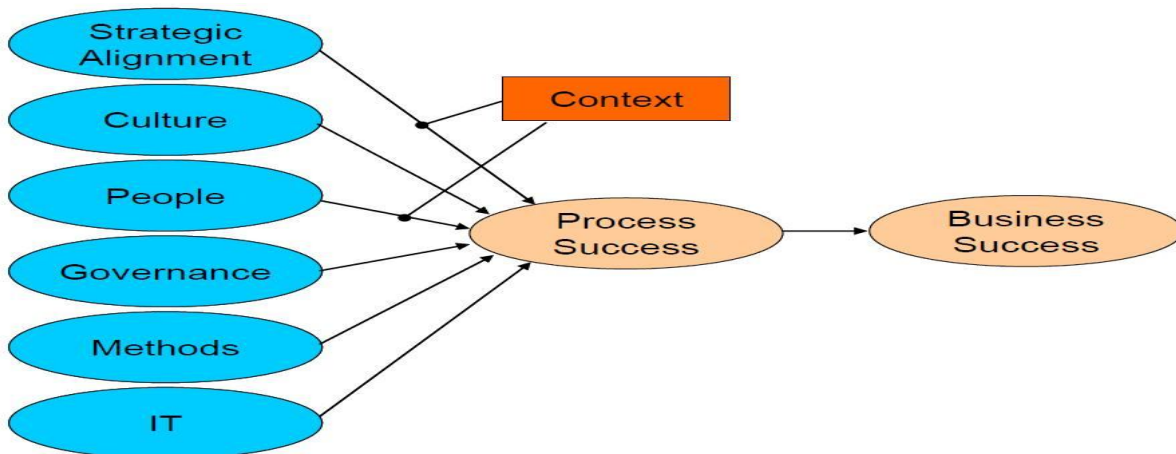 Strategic
Alignment
Culture
People
Governance
Methods
IT
Context
Process
Success
Business
Success